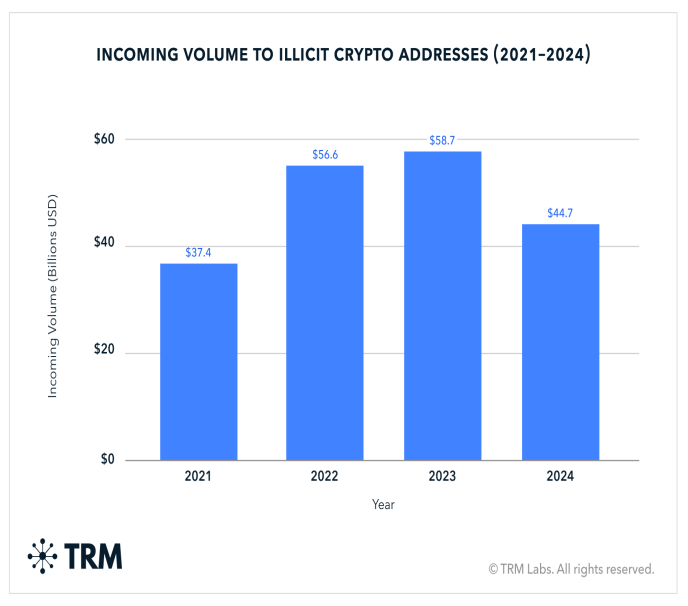 INCOMING VOLUME TO ILLICIT CRYPTO ADDRESSES (2021–2024)
Incoming Volume (Billions USD)
$60
$40
$20
$0
$37.4
$56.6
$58.7
$44.7
2021
2022
2023
2024
Year
TRM
© TRM Labs. All rights reserved.